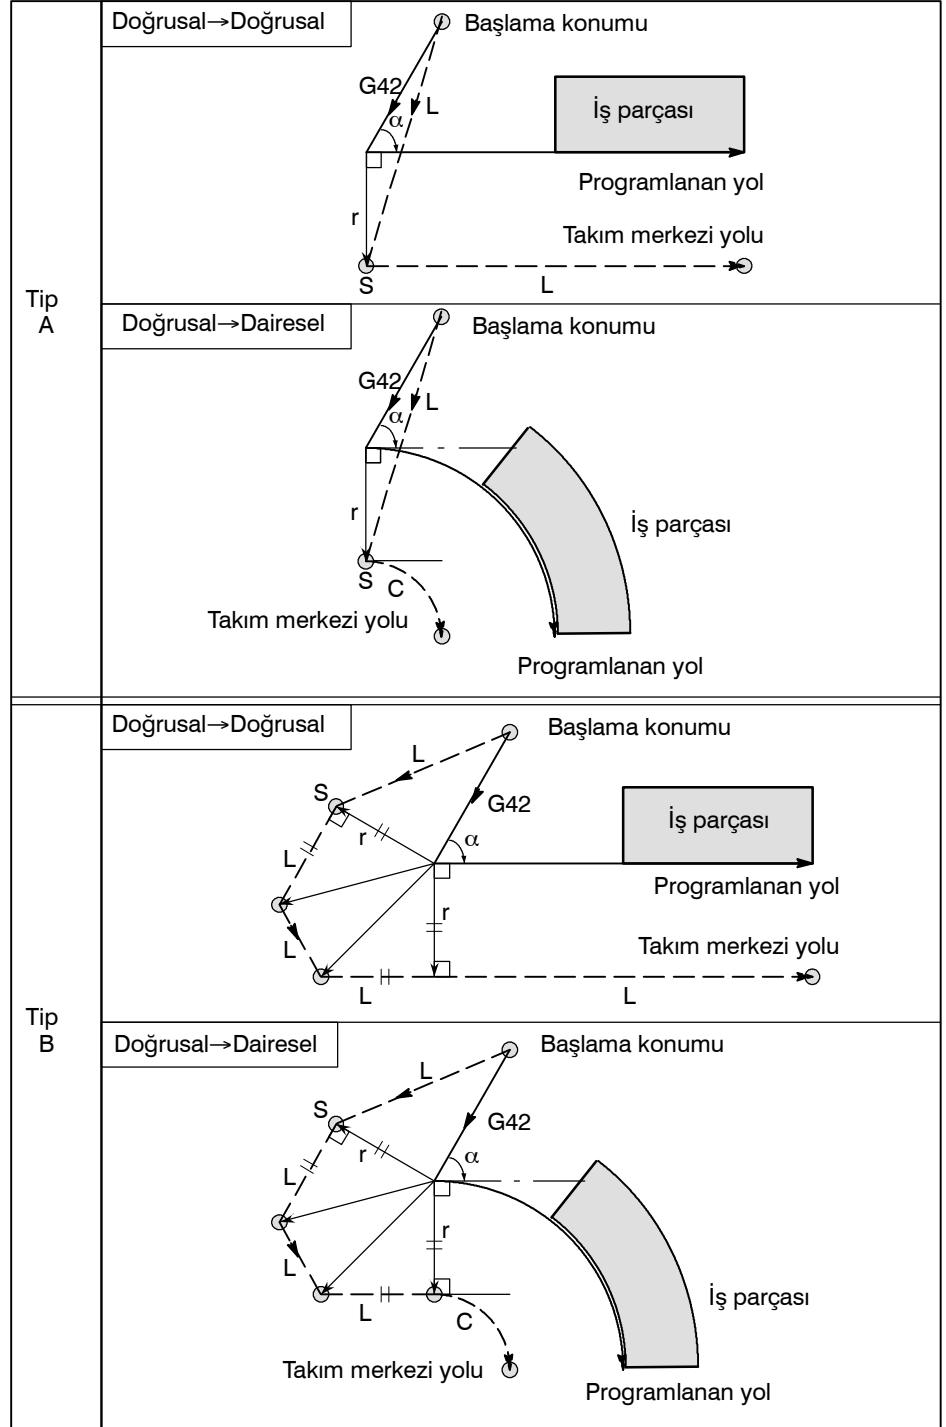 Doğrusal→Doğrusal
Başlama konumu
G42
L
α
İş parçası
Programlanan yol
r
Takım merkezi yolu
S
L
Tip
A
Doğrusal→Dairesel
Başlama konumu
G42
L
α
r
İş parçası
S
C
Takım merkezi yolu
Programlanan yol
Doğrusal→Doğrusal
Başlama konumu
L
S
G42
r
α
İş parçası
L
Programlanan yol
r
L
Takım merkezi yolu
L
L
Tip
B
Doğrusal→Dairesel
Başlama konumu
L
S
G42
r
α
L
r
L
İş parçası
L
C
Takım merkezi yolu
Programlanan yol